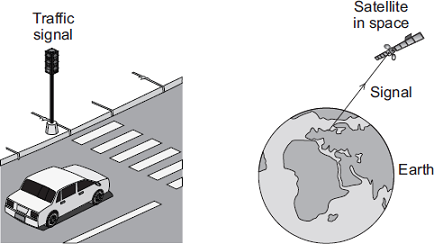 Traffic
signal
Satellite
in space
Signal
Earth